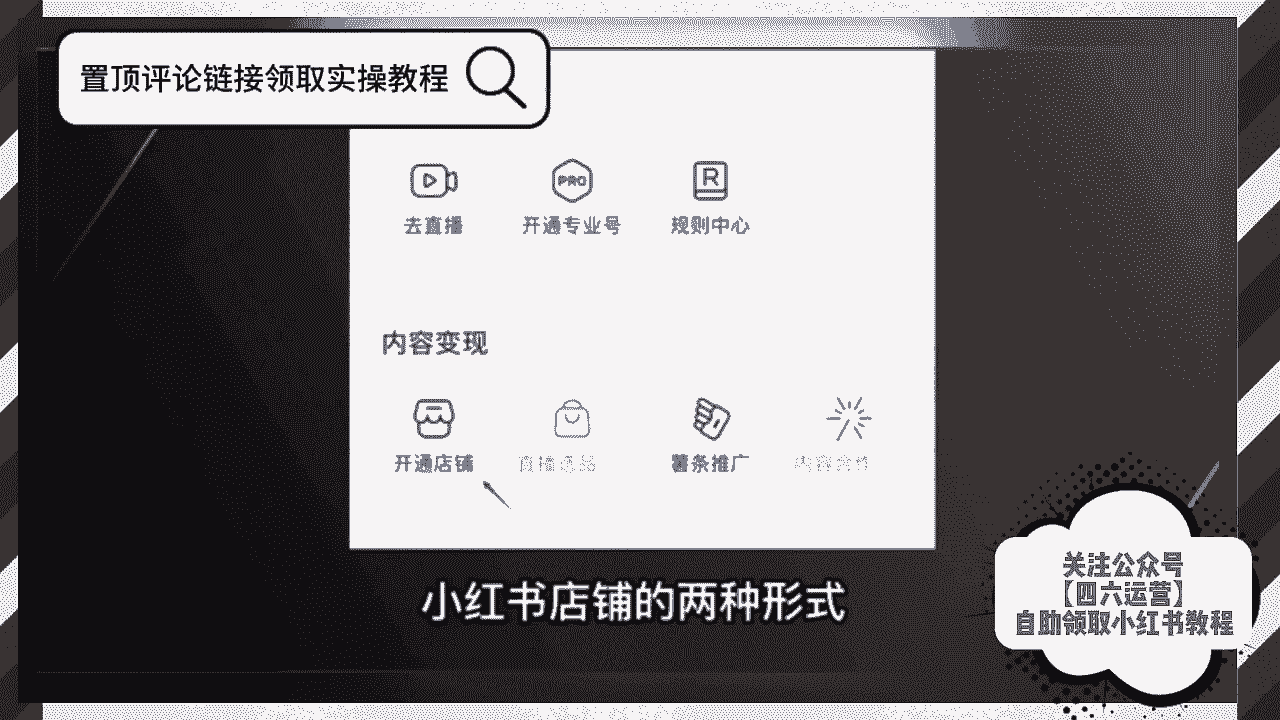 置顶评论链接领取实操教程
去直播
PRO
开通专业号
R
规则中心
内容变现
开通店铺
直播选品
薯条推广
内容合作
小红书店铺的两种形式
关注公众号
【四六运营】
自助领取小红书教程